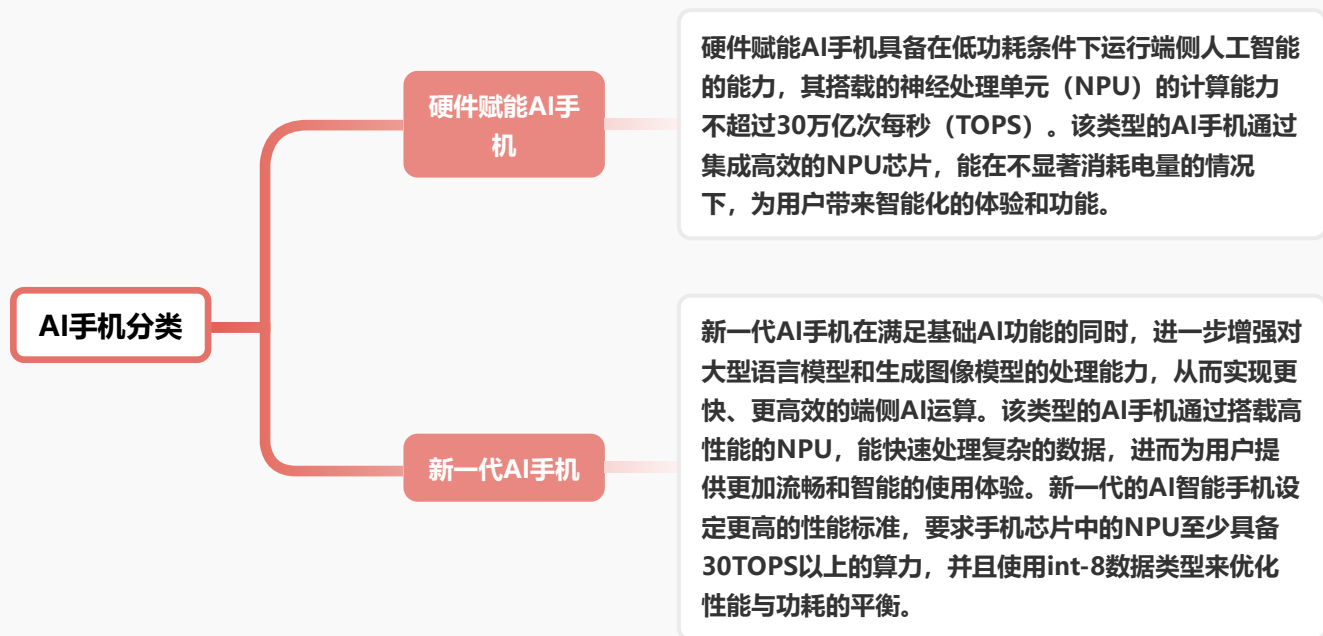 硬件赋能AI手机具备在低功耗条件下运行端侧人工智能
的能力，其搭载的神经处理单元（NPU）的计算能力
不超过30万亿次每秒（TOPS）。该类型的AI手机通过
集成高效的NPU芯片，能在不显著消耗电量的情况
下，为用户带来智能化的体验和功能。
硬件赋能AI手
机
AI手机分类
新一代AI手机
新一代AI手机在满足基础AI功能的同时，进一步增强对
大型语言模型和生成图像模型的处理能力，从而实现更
快、更高效的端侧AI运算。该类型的AI手机通过搭载高
性能的NPU，能快速处理复杂的数据，进而为用户提
供更加流畅和智能的使用体验。新一代的AI智能手机设
定更高的性能标准，要求手机芯片中的NPU至少具备
30TOPS以上的算力，并且使用int-8数据类型来优化
性能与功耗的平衡。